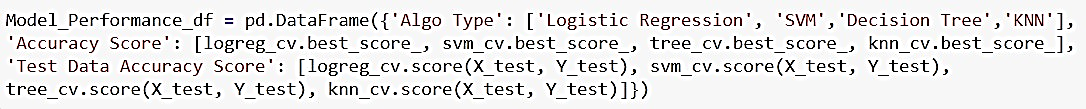 Model_Performance_df = pd.DataFrame({'Algo Type': ['Logistic Regression', 'SVM','Decision Tree','KNN'],
'Accuracy Score': [logreg_cv.best_score_, svm_cv.best_score_, tree_cv.best_score_, knn_cv.best_score_],
'Test Data Accuracy Score': [logreg_cv.score(X_test, Y_test), svm_cv.score(X_test, Y_test),
tree_cv.score(X_test, Y_test), knn_cv.score(X_test, Y_test)]})